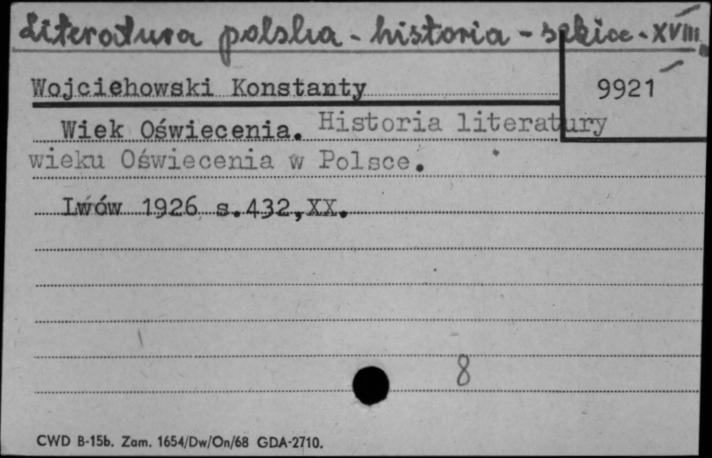 Literatura polska - historia - szkice - XVIII w
Wojciehowski Konstanty
9921
Wiek Oświecenia. Historia literatury
wieku Oświecenia w Polsce.
Lwów 1926 s.432,XX.
8
CWD B-15b. Zam. 1654/Dw/On/68 GDA-2710.